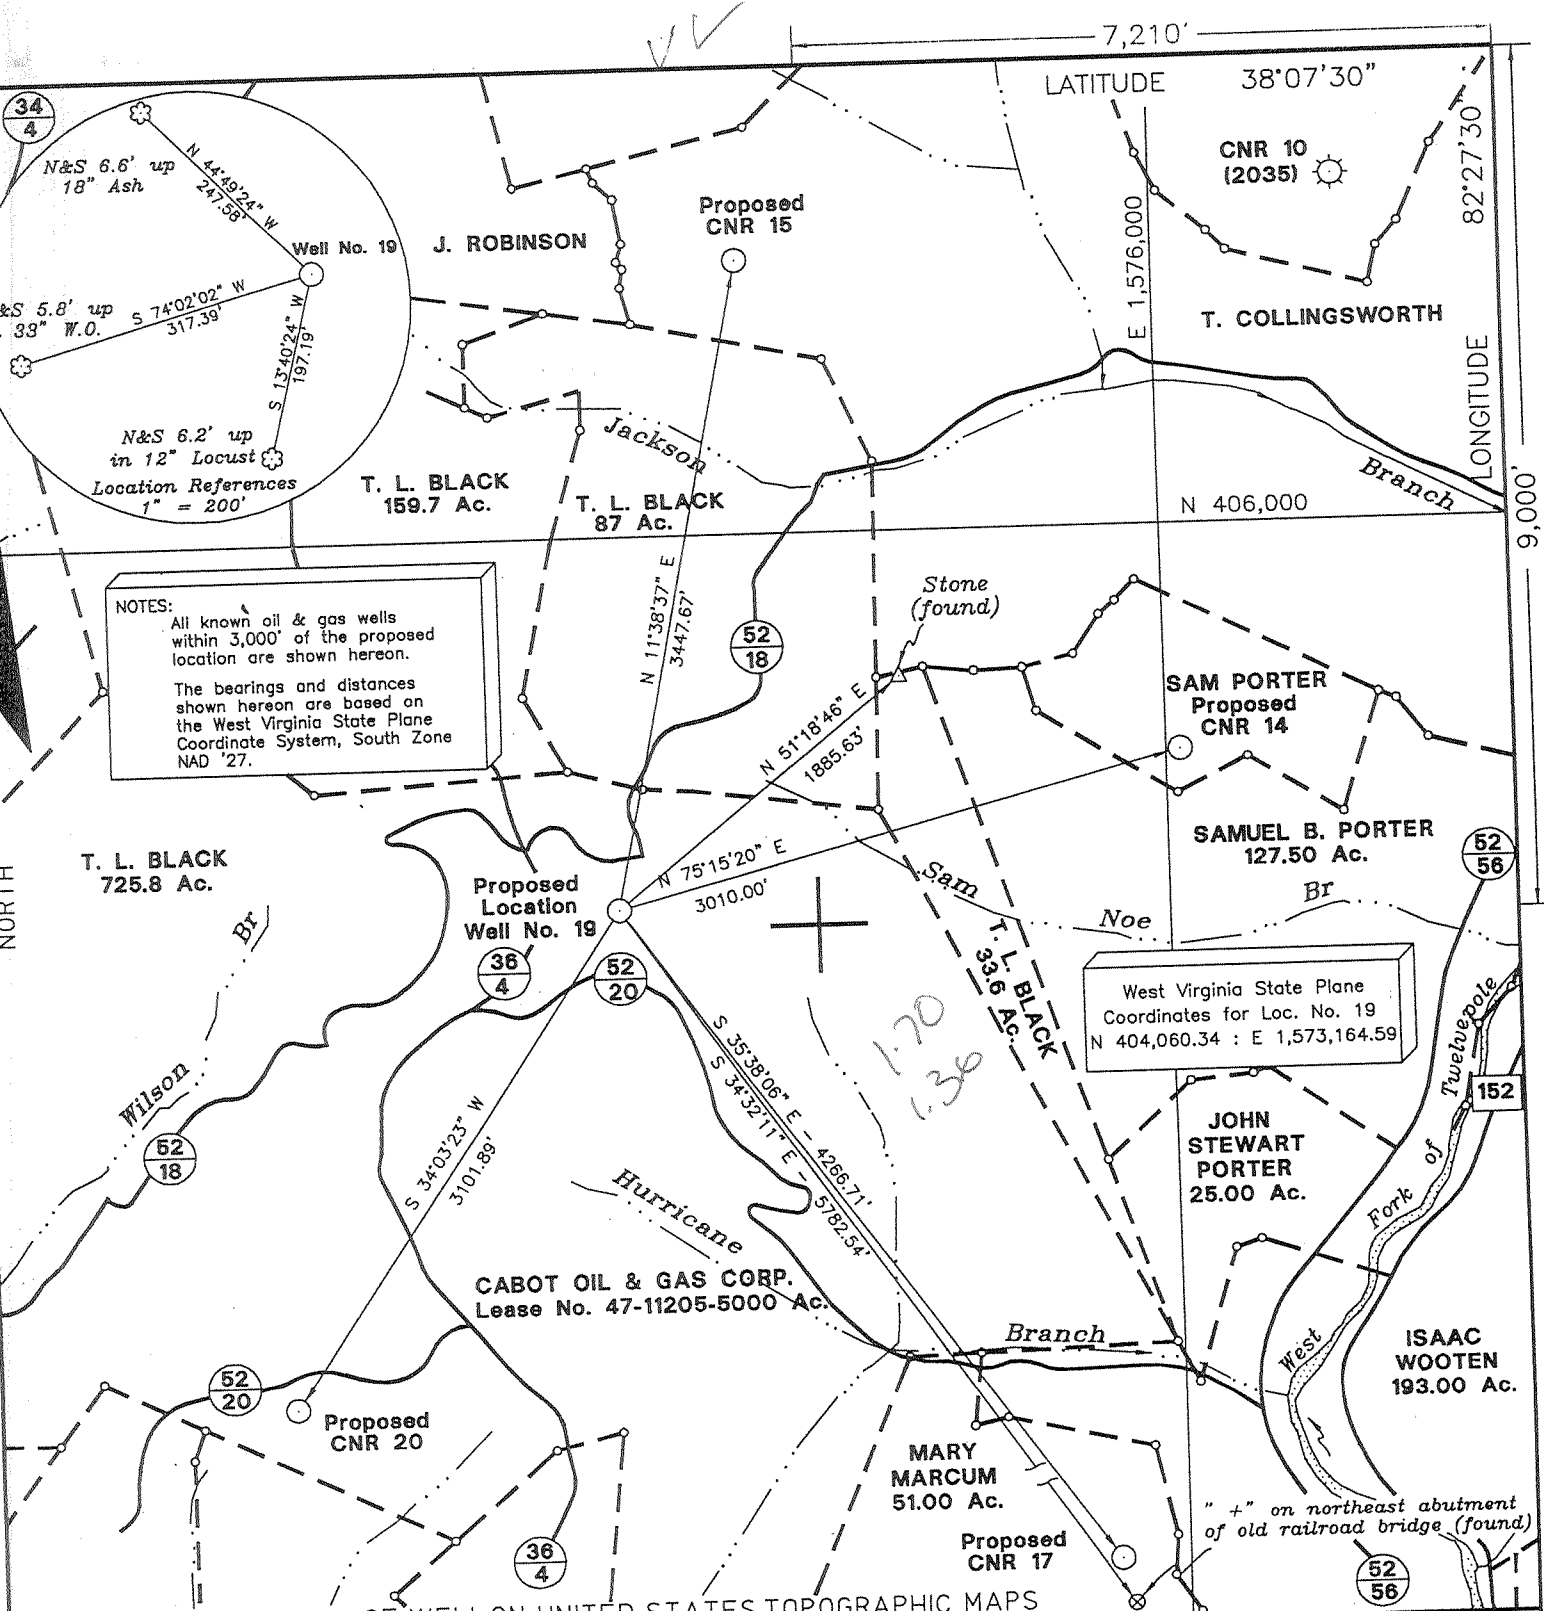 7,210'
LATITUDE 38°07'30"
34
4
N&S 6.6' up
18" Ash
N 44°49'24" W
247.58'
Well No. 19
S 74°02'02" W
317.39'
&S 5.8' up
38" W.O.
S 13°40'24" W
197.19'
N&S 6.2' up
in 12" Locust
Location References
1" = 200'
J. ROBINSON
Proposed
CNR 15
CNR 10
(2035)
E 1,576,000
82°27'30"
LONGITUDE
T. COLLINGSWORTH
9,000'
Jackson
Branch
T. L. BLACK
159.7 Ac.
T. L. BLACK
87 Ac.
N 406,000
NOTES:
All known oil & gas wells
within 3,000' of the proposed
location are shown hereon.
The bearings and distances
shown hereon are based on
the West Virginia State Plane
Coordinate System, South Zone
NAD '27.
N 11°38'37" E
3447.67'
52
18
Stone
(found)
N 51°18'46" E
1885.63'
SAM PORTER
Proposed
CNR 14
SAMUEL B. PORTER
127.50 Ac.
52
56
NORTH
T. L. BLACK
725.8 Ac.
Br
Wilson
Proposed
Location
Well No. 19
N 75°15'20" E
3010.00'
Sam
Noe
Br
36
4
52
20
T. L. BLACK
33.6 Ac.
West Virginia State Plane
Coordinates for Loc. No. 19
N 404,060.34 : E 1,573,164.59
1.70
1.36
52
18
S 34°03'23" W
3101.89'
S 35°38'06" E - 4266.71'
S 34°32'11" E - 5782.54'
Hurricane
Branch
JOHN
STEWART
PORTER
25.00 Ac.
West
Fork
of
Twelvepole
152
CABOT OIL & GAS CORP.
Lease No. 47-11205-5000 Ac.
ISAAC
WOOTEN
193.00 Ac.
52
20
Proposed
CNR 20
MARY
MARCUM
51.00 Ac.
Proposed
CNR 17
" +" on northeast abutment
of old railroad bridge (found)
36
4
52
56
WELL ON UNITED STATES TOPOGRAPHIC MAPS